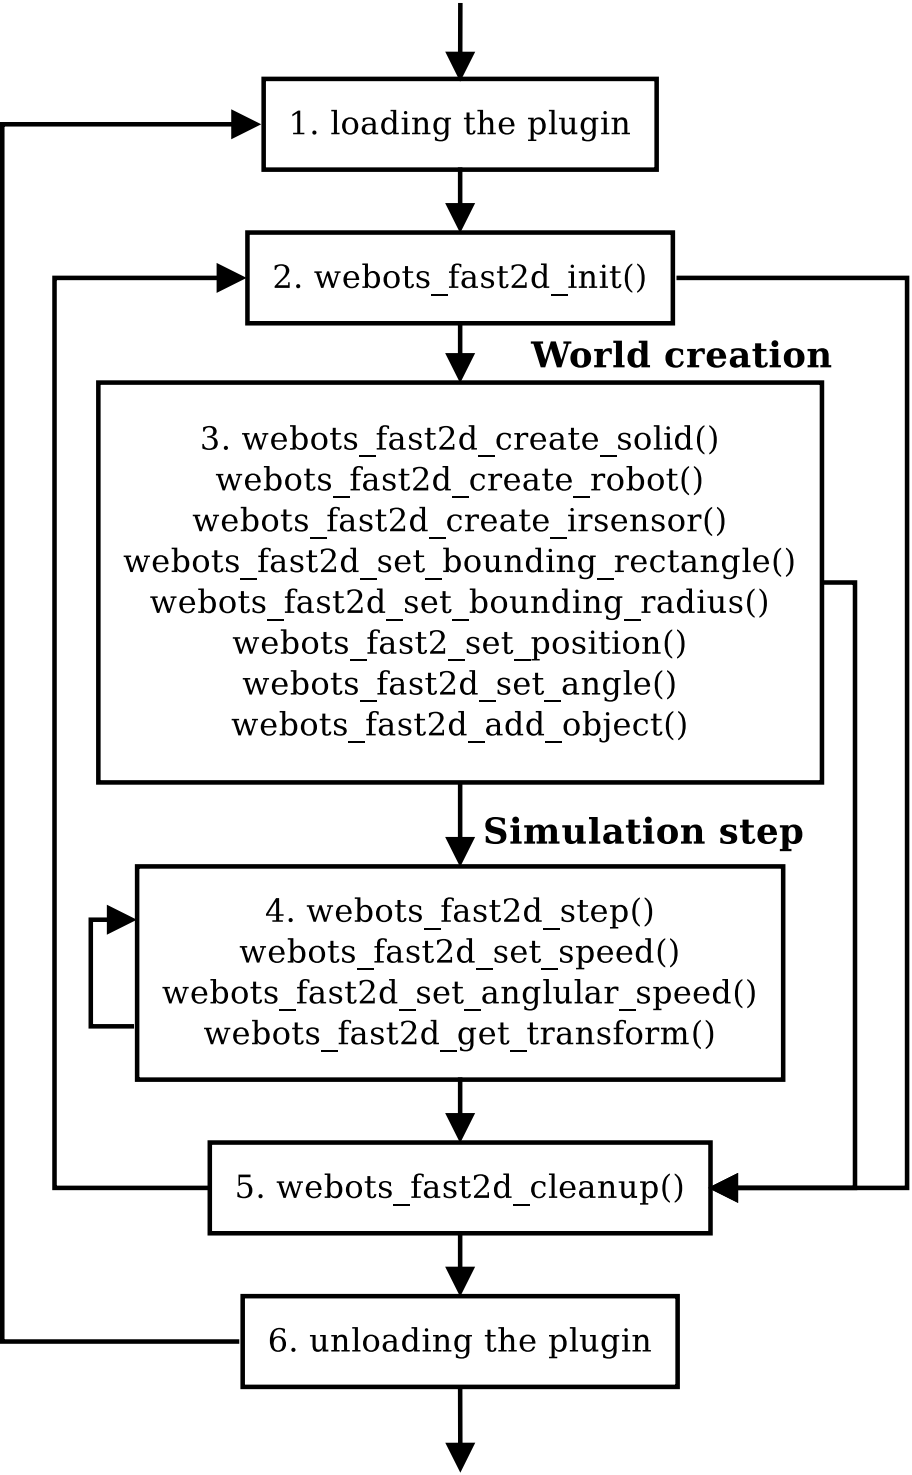 1. loading the plugin
2. webots_fast2d_init()
World creation
3. webots_fast2d_create_solid()
webots_fast2d_create_robot()
webots_fast2d_create_irsensor()
webots_fast2d_set_bounding_rectangle()
webots_fast2d_set_bounding_radius()
webots_fast2_set_position()
webots_fast2d_set_angle()
webots_fast2d_add_object()
Simulation step
4. webots_fast2d_step()
webots_fast2d_set_speed()
webots_fast2d_set_anglular_speed()
webots_fast2d_get_transform()
5. webots_fast2d_cleanup()
6. unloading the plugin